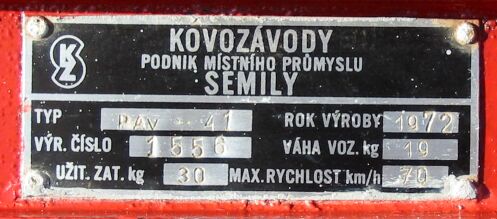 KZ
KOVOZÁVODY
PODNIK MÍSTNÍHO PRŮMYSLU
SEMILY
TYP PAV - 41 ROK VÝROBY 1972
VÝR. ČÍSLO 1556 VÁHA VOZ. kg 19
UŽIT. ZAT. kg 30 MAX. RYCHLOST km/h 70